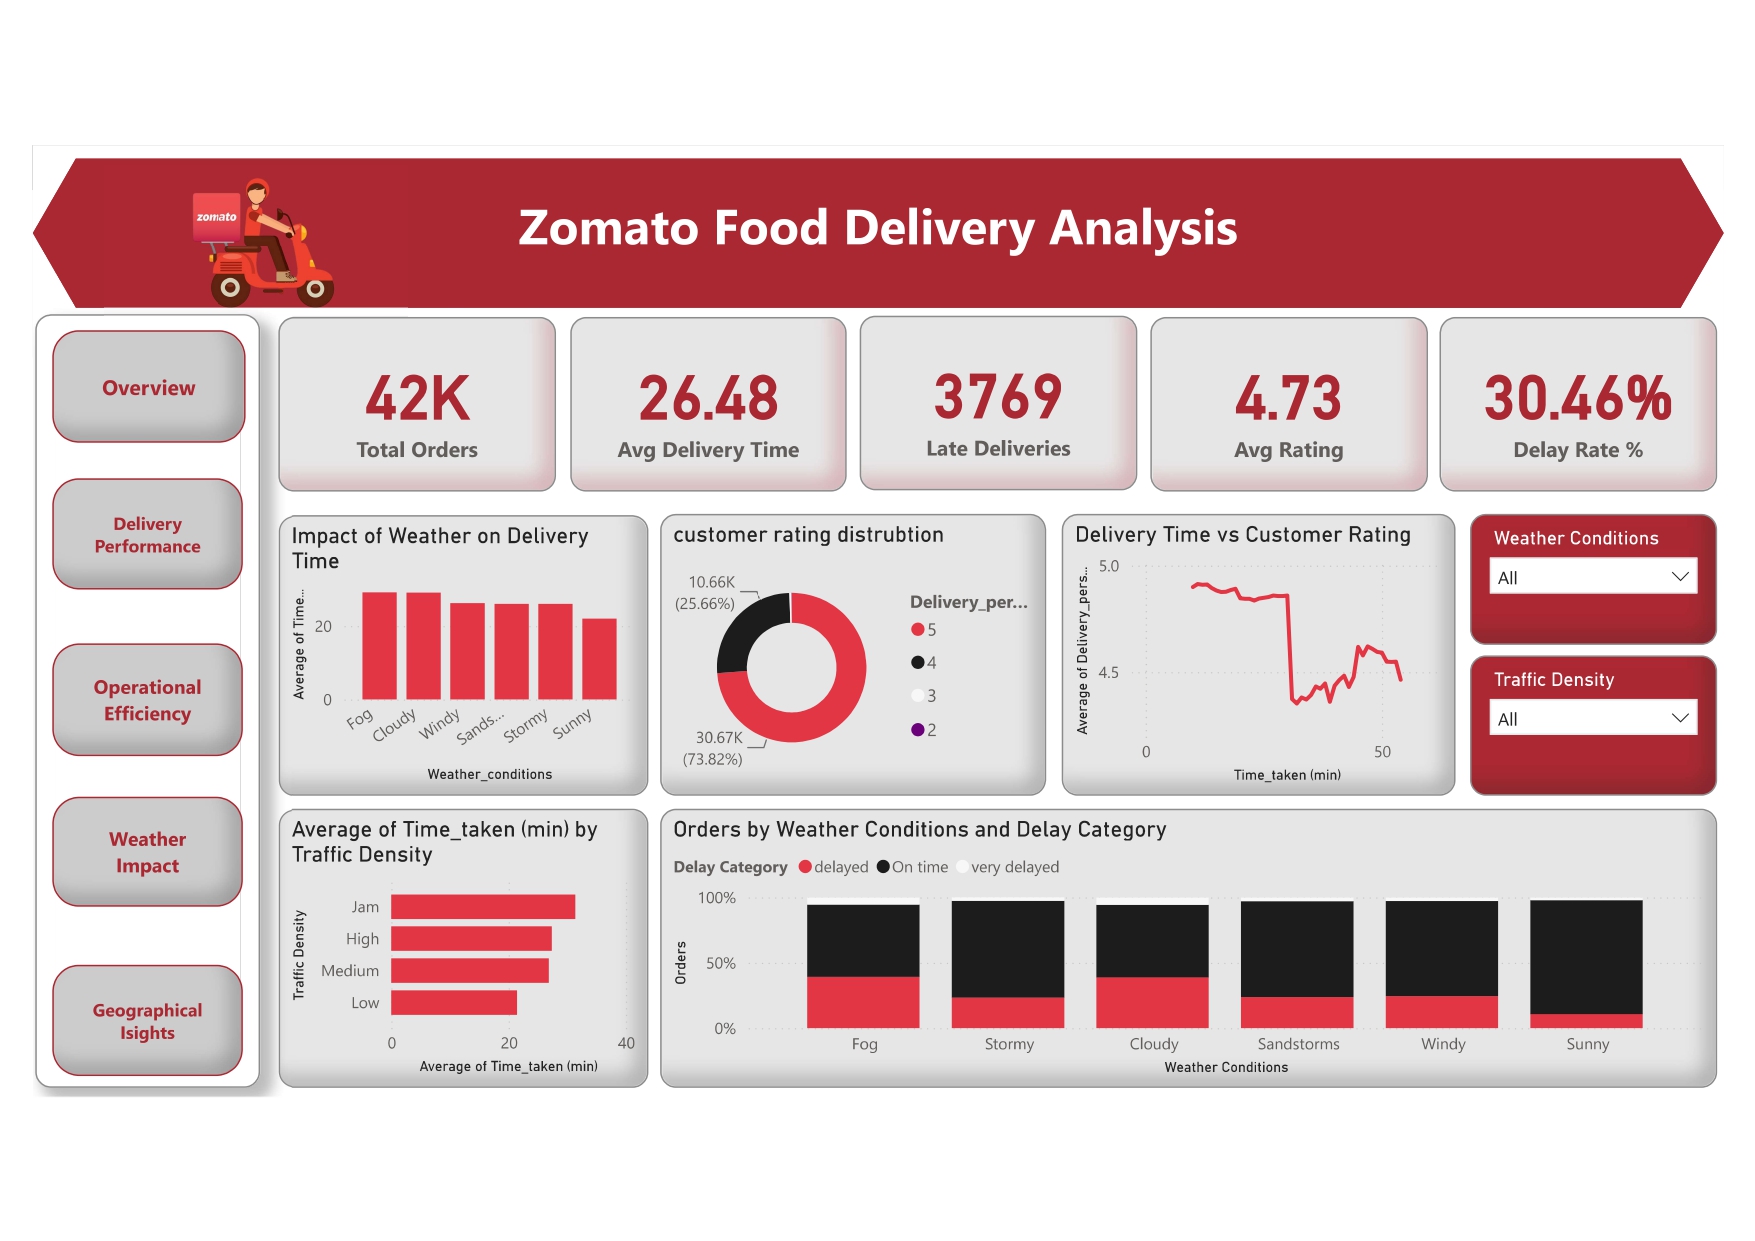 zomato
Zomato Food Delivery Analysis
Overview
Delivery
Performance
Operational
Efficiency
Weather
Impact
Geographical
Isights
42K
Total Orders
26.48
Avg Delivery Time
3769
Late Deliveries
4.73
Avg Rating
30.46%
Delay Rate %
Impact of Weather on Delivery
Time
Average of Time...
20
0
Fog
Cloudy
Windy
Sands...
Stormy
Sunny
Weather_conditions
customer rating distrubtion
10.66K
(25.66%)
30.67K
(73.82%)
Delivery_per...
5
4
3
2
Delivery Time vs Customer Rating
Average of Delivery_pers...
5.0
4.5
0
50
Time_taken (min)
Weather Conditions
All
Traffic Density
All
Average of Time_taken (min) by
Traffic Density
Traffic Density
Jam
High
Medium
Low
0
20
40
Average of Time_taken (min)
Orders by Weather Conditions and Delay Category
Delay Category delayed On time very delayed
Orders
100%
50%
0%
Fog
Stormy
Cloudy
Sandstorms
Windy
Sunny
Weather Conditions